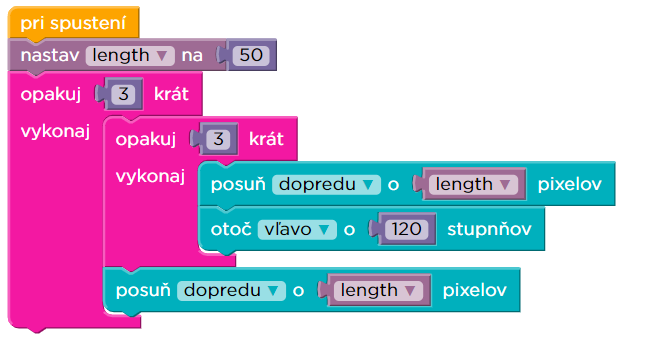 pri spustení
nastav length ▼ na 50
opakuj 3 krát
vykonaj opakuj 3 krát
vykonaj posuň dopredu ▼ o length ▼ pixelov
otoč vľavo ▼ o 120 stupnňov
posuň dopredu ▼ o length ▼ pixelov